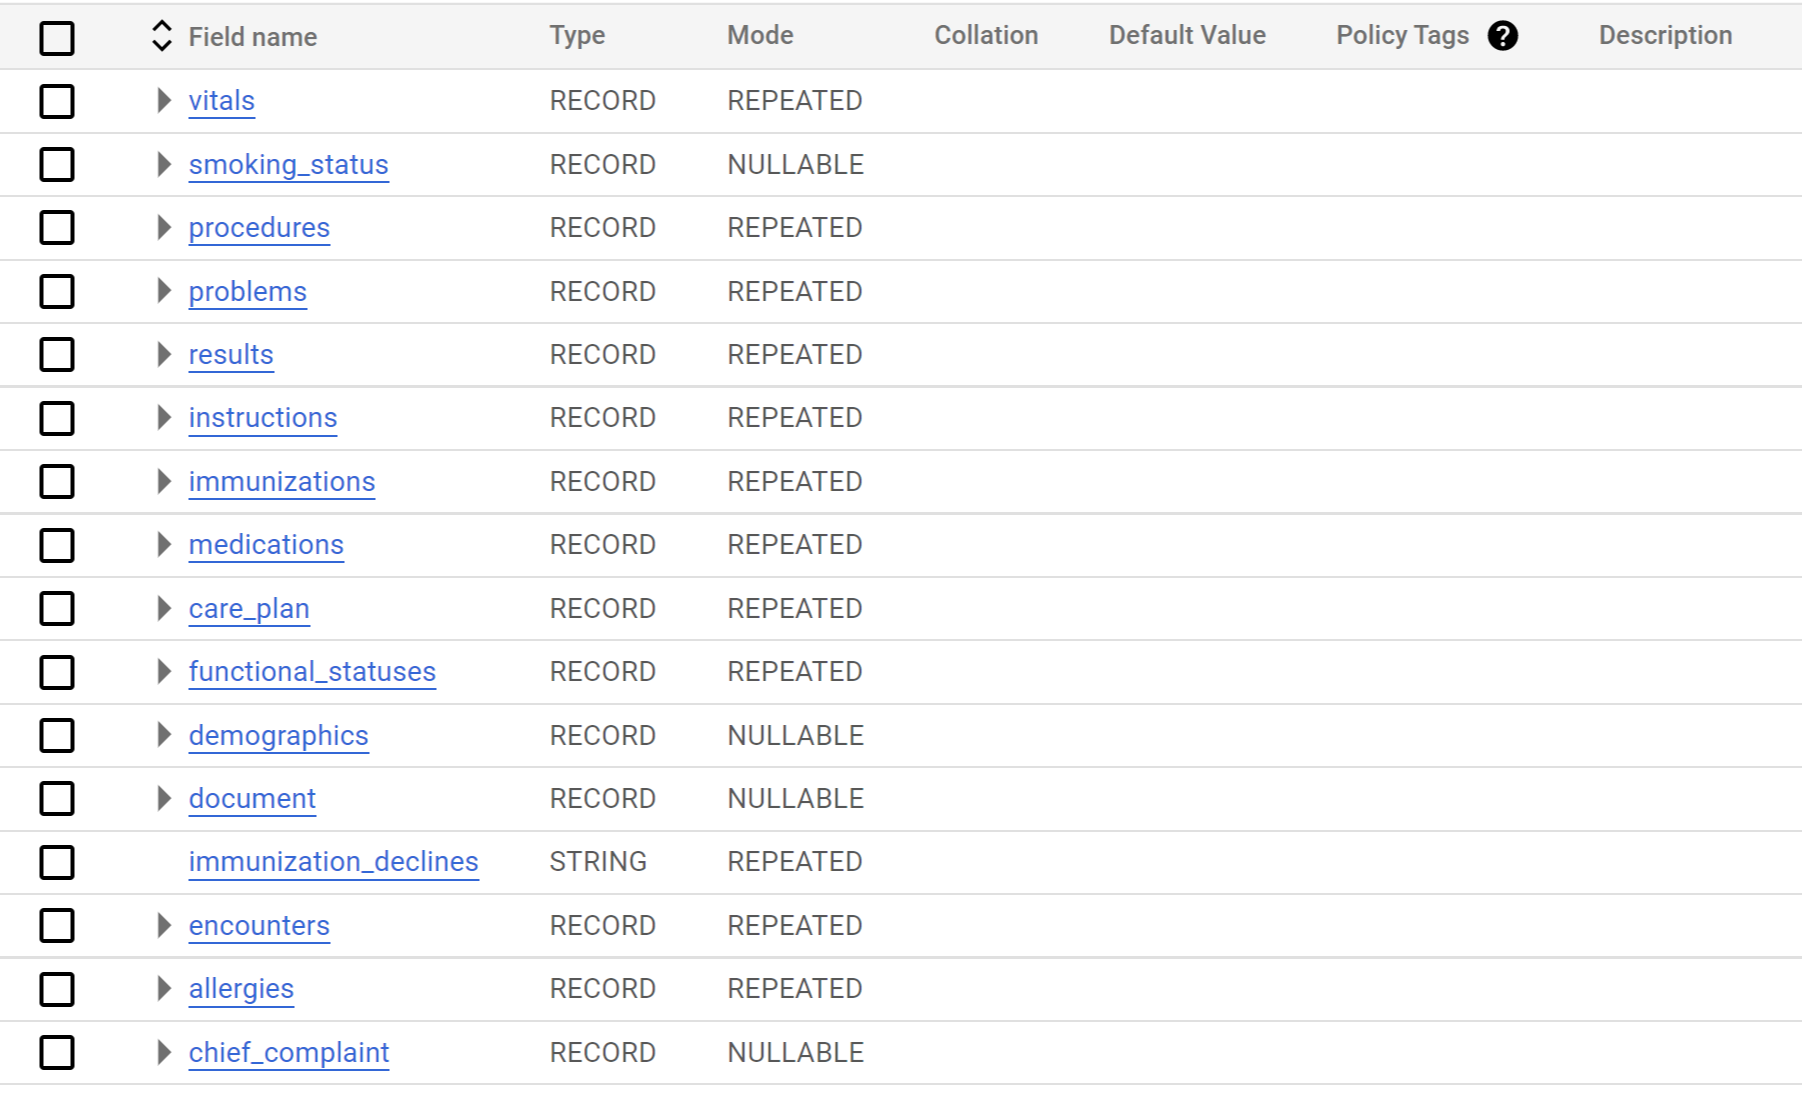 Field name Type Mode Collation Default Value Policy Tags ? Description
vitals RECORD REPEATED
smoking_status RECORD NULLABLE
procedures RECORD REPEATED
problems RECORD REPEATED
results RECORD REPEATED
instructions RECORD REPEATED
immunizations RECORD REPEATED
medications RECORD REPEATED
care_plan RECORD REPEATED
functional_statuses RECORD REPEATED
demographics RECORD NULLABLE
document RECORD NULLABLE
immunization_declines STRING REPEATED
encounters RECORD REPEATED
allergies RECORD REPEATED
chief_complaint RECORD NULLABLE